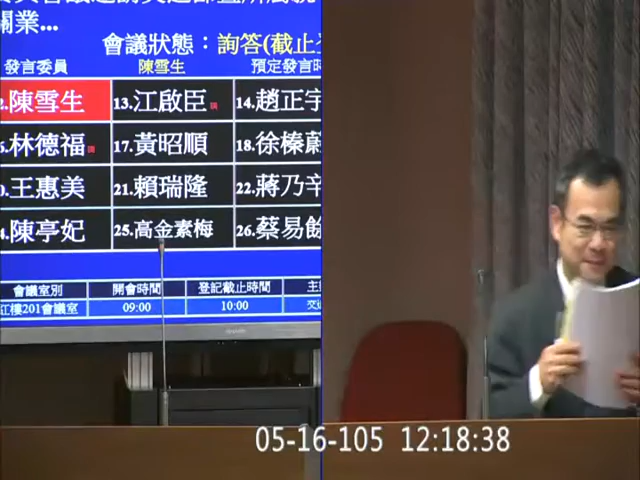 關業...
會議狀態：詢答(截止
發言委員 陳雪生 預定發言時
陳雪生 13.江啟臣 14.趙正宇
林德福 17.黃昭順 18.徐榛蔚
王惠美 21.賴瑞隆 22.蔣乃辛
陳亭妃 25.高金素梅 26.蔡易餘
會議室別 開會時間 登記截止時間
紅樓201會議室 09:00 10:00
05-16-105 12:18:38